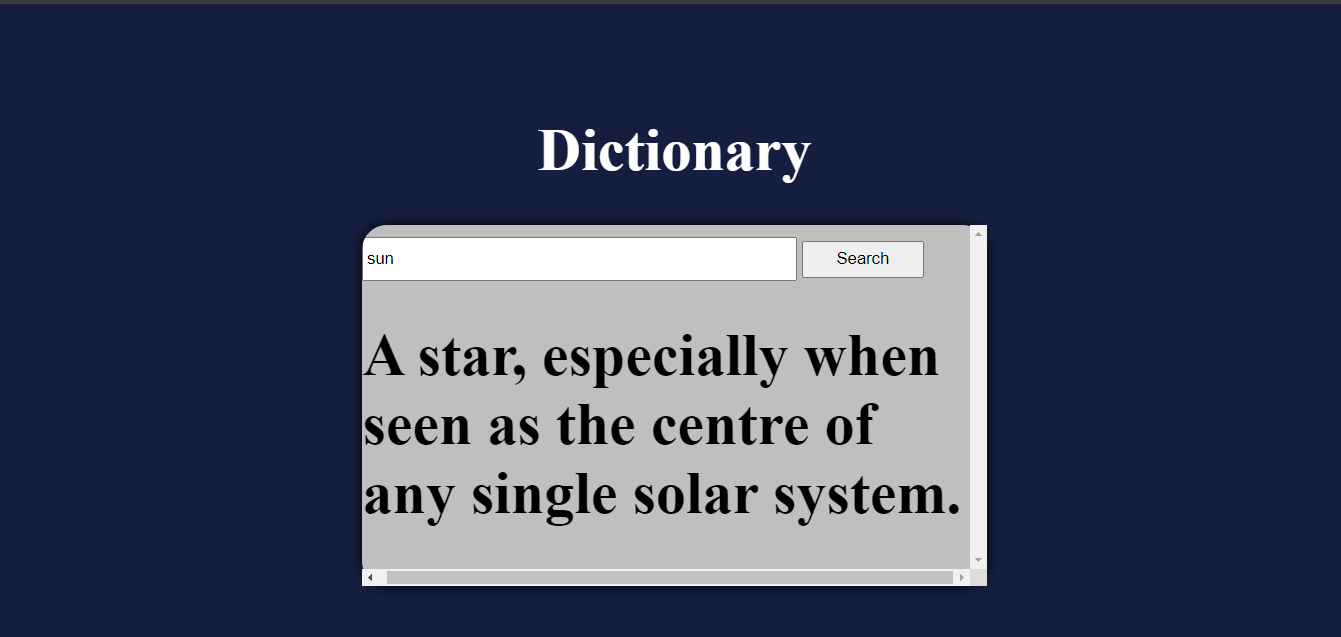 Dictionary
sun
Search
A star, especially when
seen as the centre of
any single solar system.